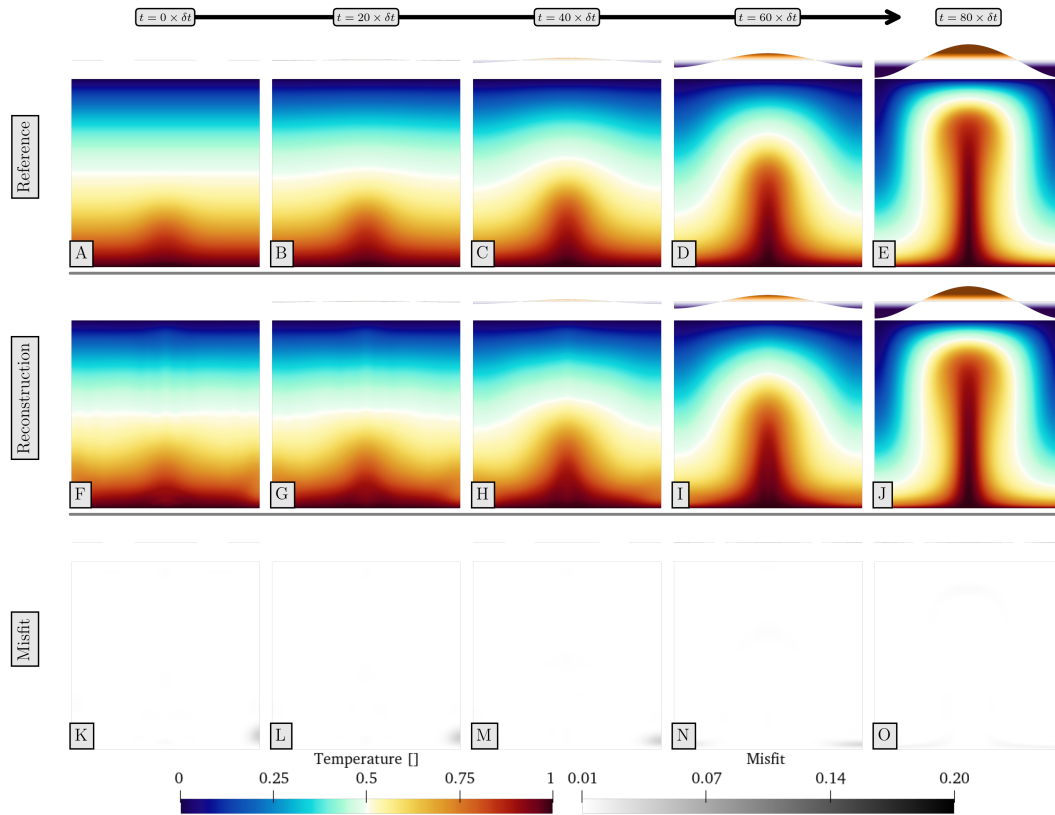 t = 0 × δt
t = 20 × δt
t = 40 × δt
t = 60 × δt
t = 80 × δt
Reference
A
B
C
D
E
Reconstruction
F
G
H
I
J
Misfit
K
L
M
N
O
Temperature []
0 0.25 0.5 0.75 1
Misfit
0.01 0.07 0.14 0.20